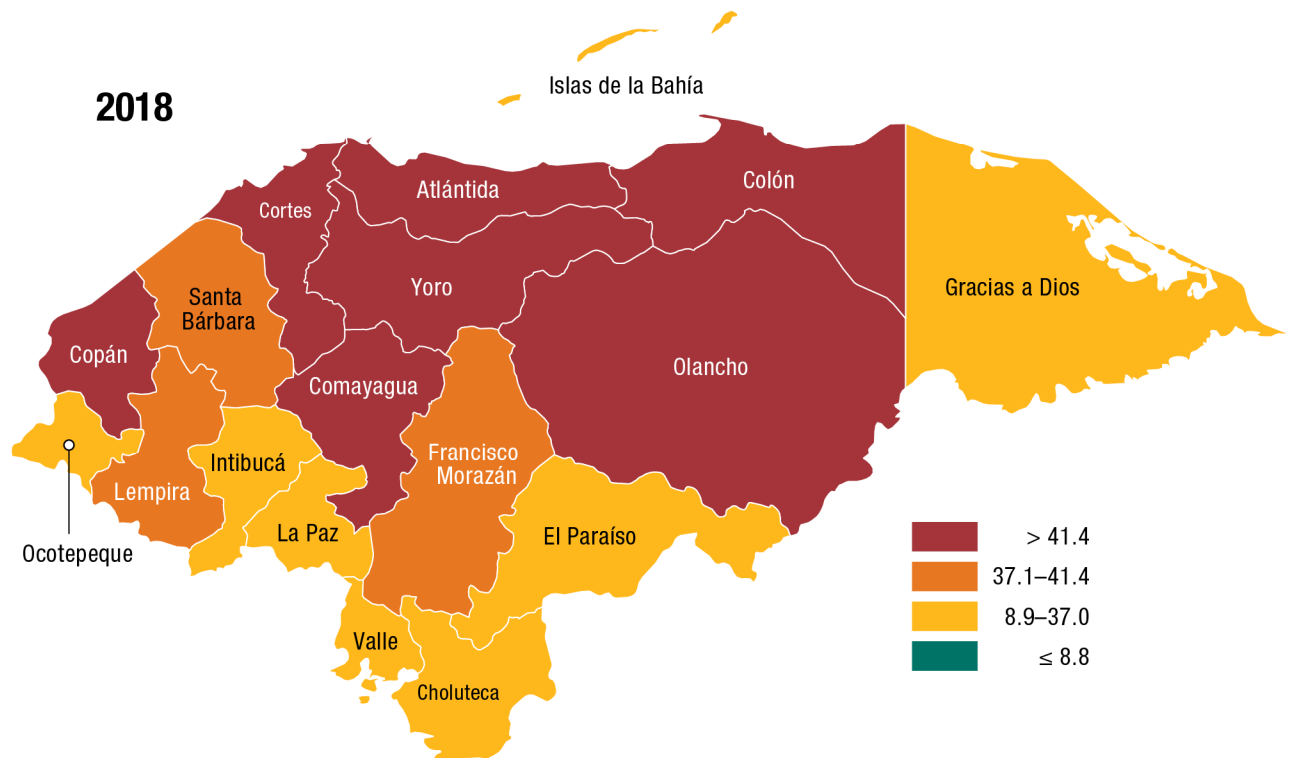 2018
Islas de la Bahía
Atlántida
Colón
Cortes
Yoro
Gracias a Dios
Santa
Bárbara
Copán
Comayagua
Olancho
Francisco
Morazán
Intibucá
Lempira
La Paz
El Paraíso
Ocotepeque
Valle
Choluteca
> 41.4
37.1–41.4
8.9–37.0
≤ 8.8